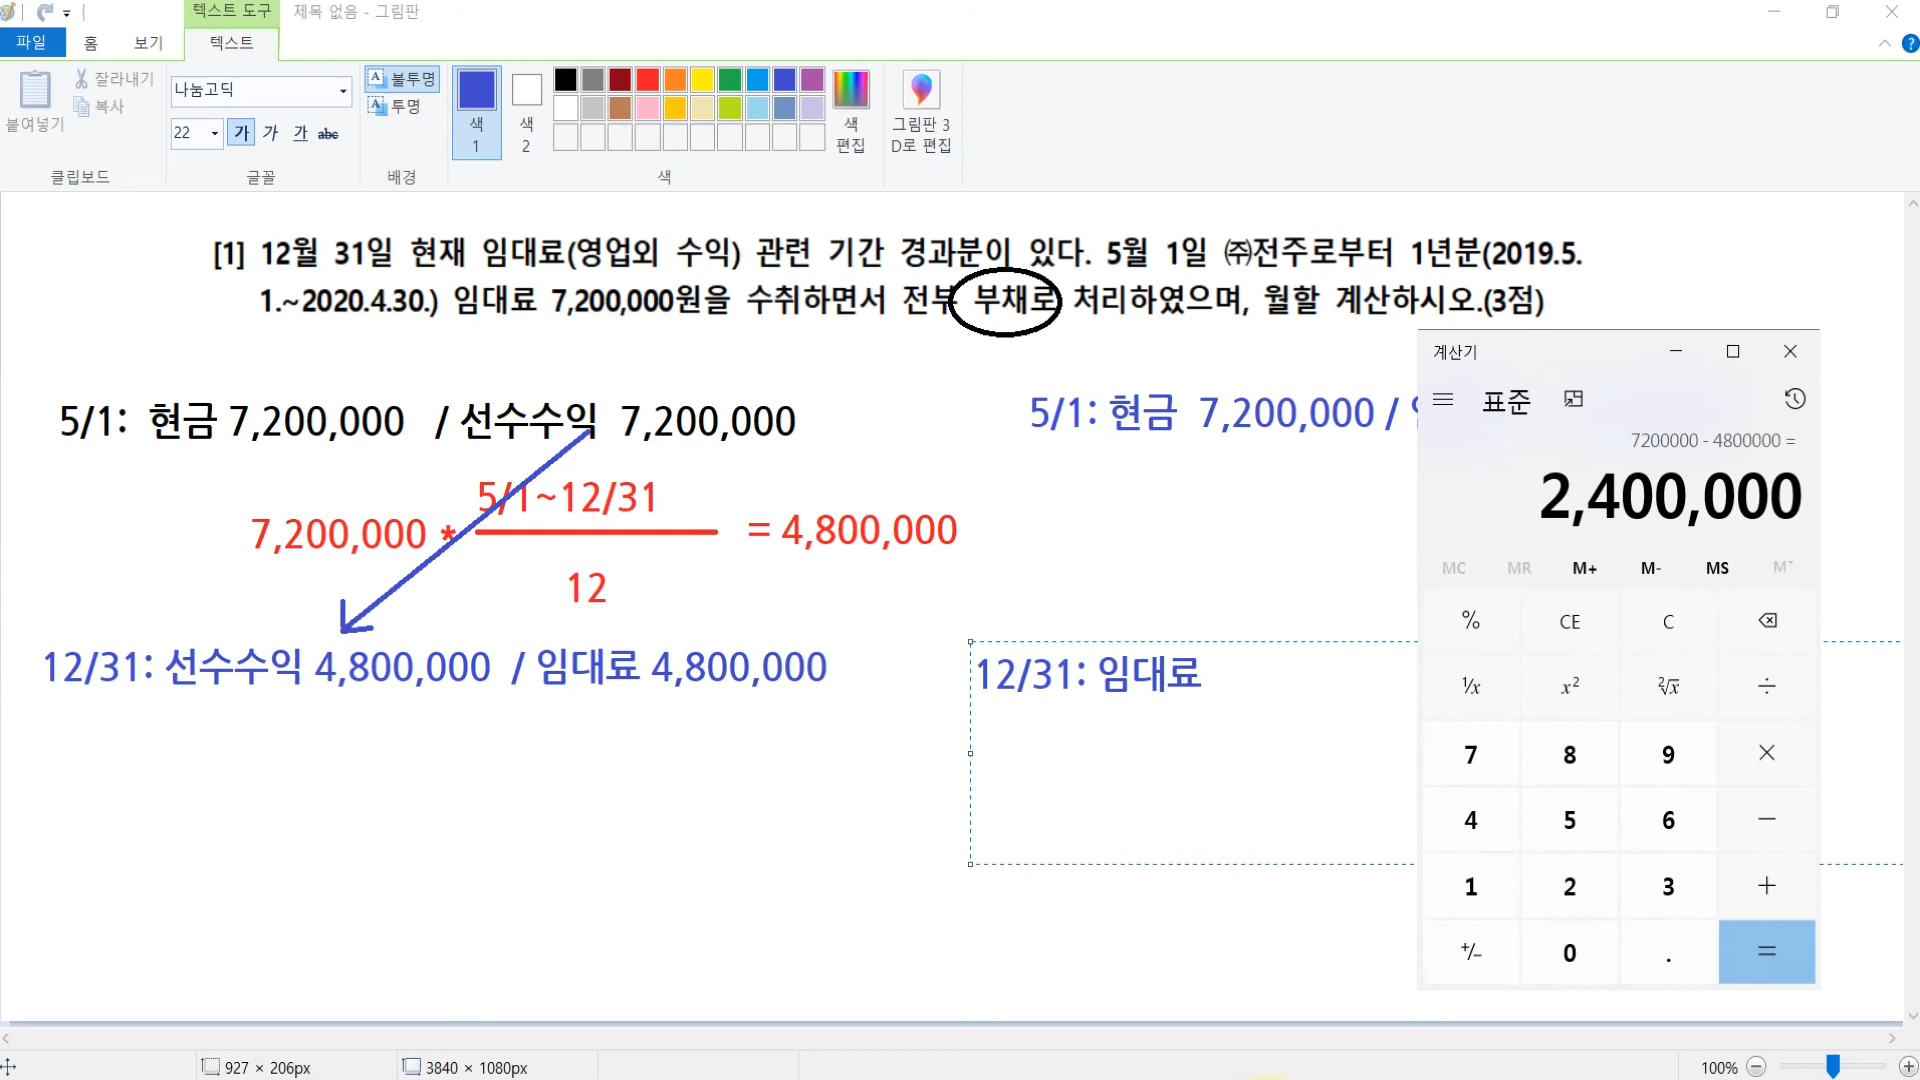 텍스트 도구
제목 없음 - 그림판
파일
홈
보기
텍스트
붙여넣기
잘라내기
복사
클립보드
나눔고딕
22
가 가 가 abc
글꼴
불투명
투명
배경
색
1
색
2
색
편집
색
그림판 3
D로 편집
[1] 12월 31일 현재 임대료(영업외 수익) 관련 기간 경과분이 있다. 5월 1일 ㈜전주로부터 1년분(2019.5.
1.~2020.4.30.) 임대료 7,200,000원을 수취하면서 전부 부채로 처리하였으며, 월할 계산하시오.(3점)
5/1: 현금 7,200,000 / 선수수익 7,200,000
5/1~12/31
7,200,000 * = 4,800,000
12
12/31: 선수수익 4,800,000 / 임대료 4,800,000
5/1: 현금 7,200,000 /
12/31: 임대료
계산기
표준
7200000 - 4800000 =
2,400,000
MC MR M+ M- MS M˅
% CE C
¹/x x² ²√x ÷
7 8 9 ×
4 5 6 −
1 2 3 +
+/− 0 . =
927 × 206px
3840 × 1080px
100%